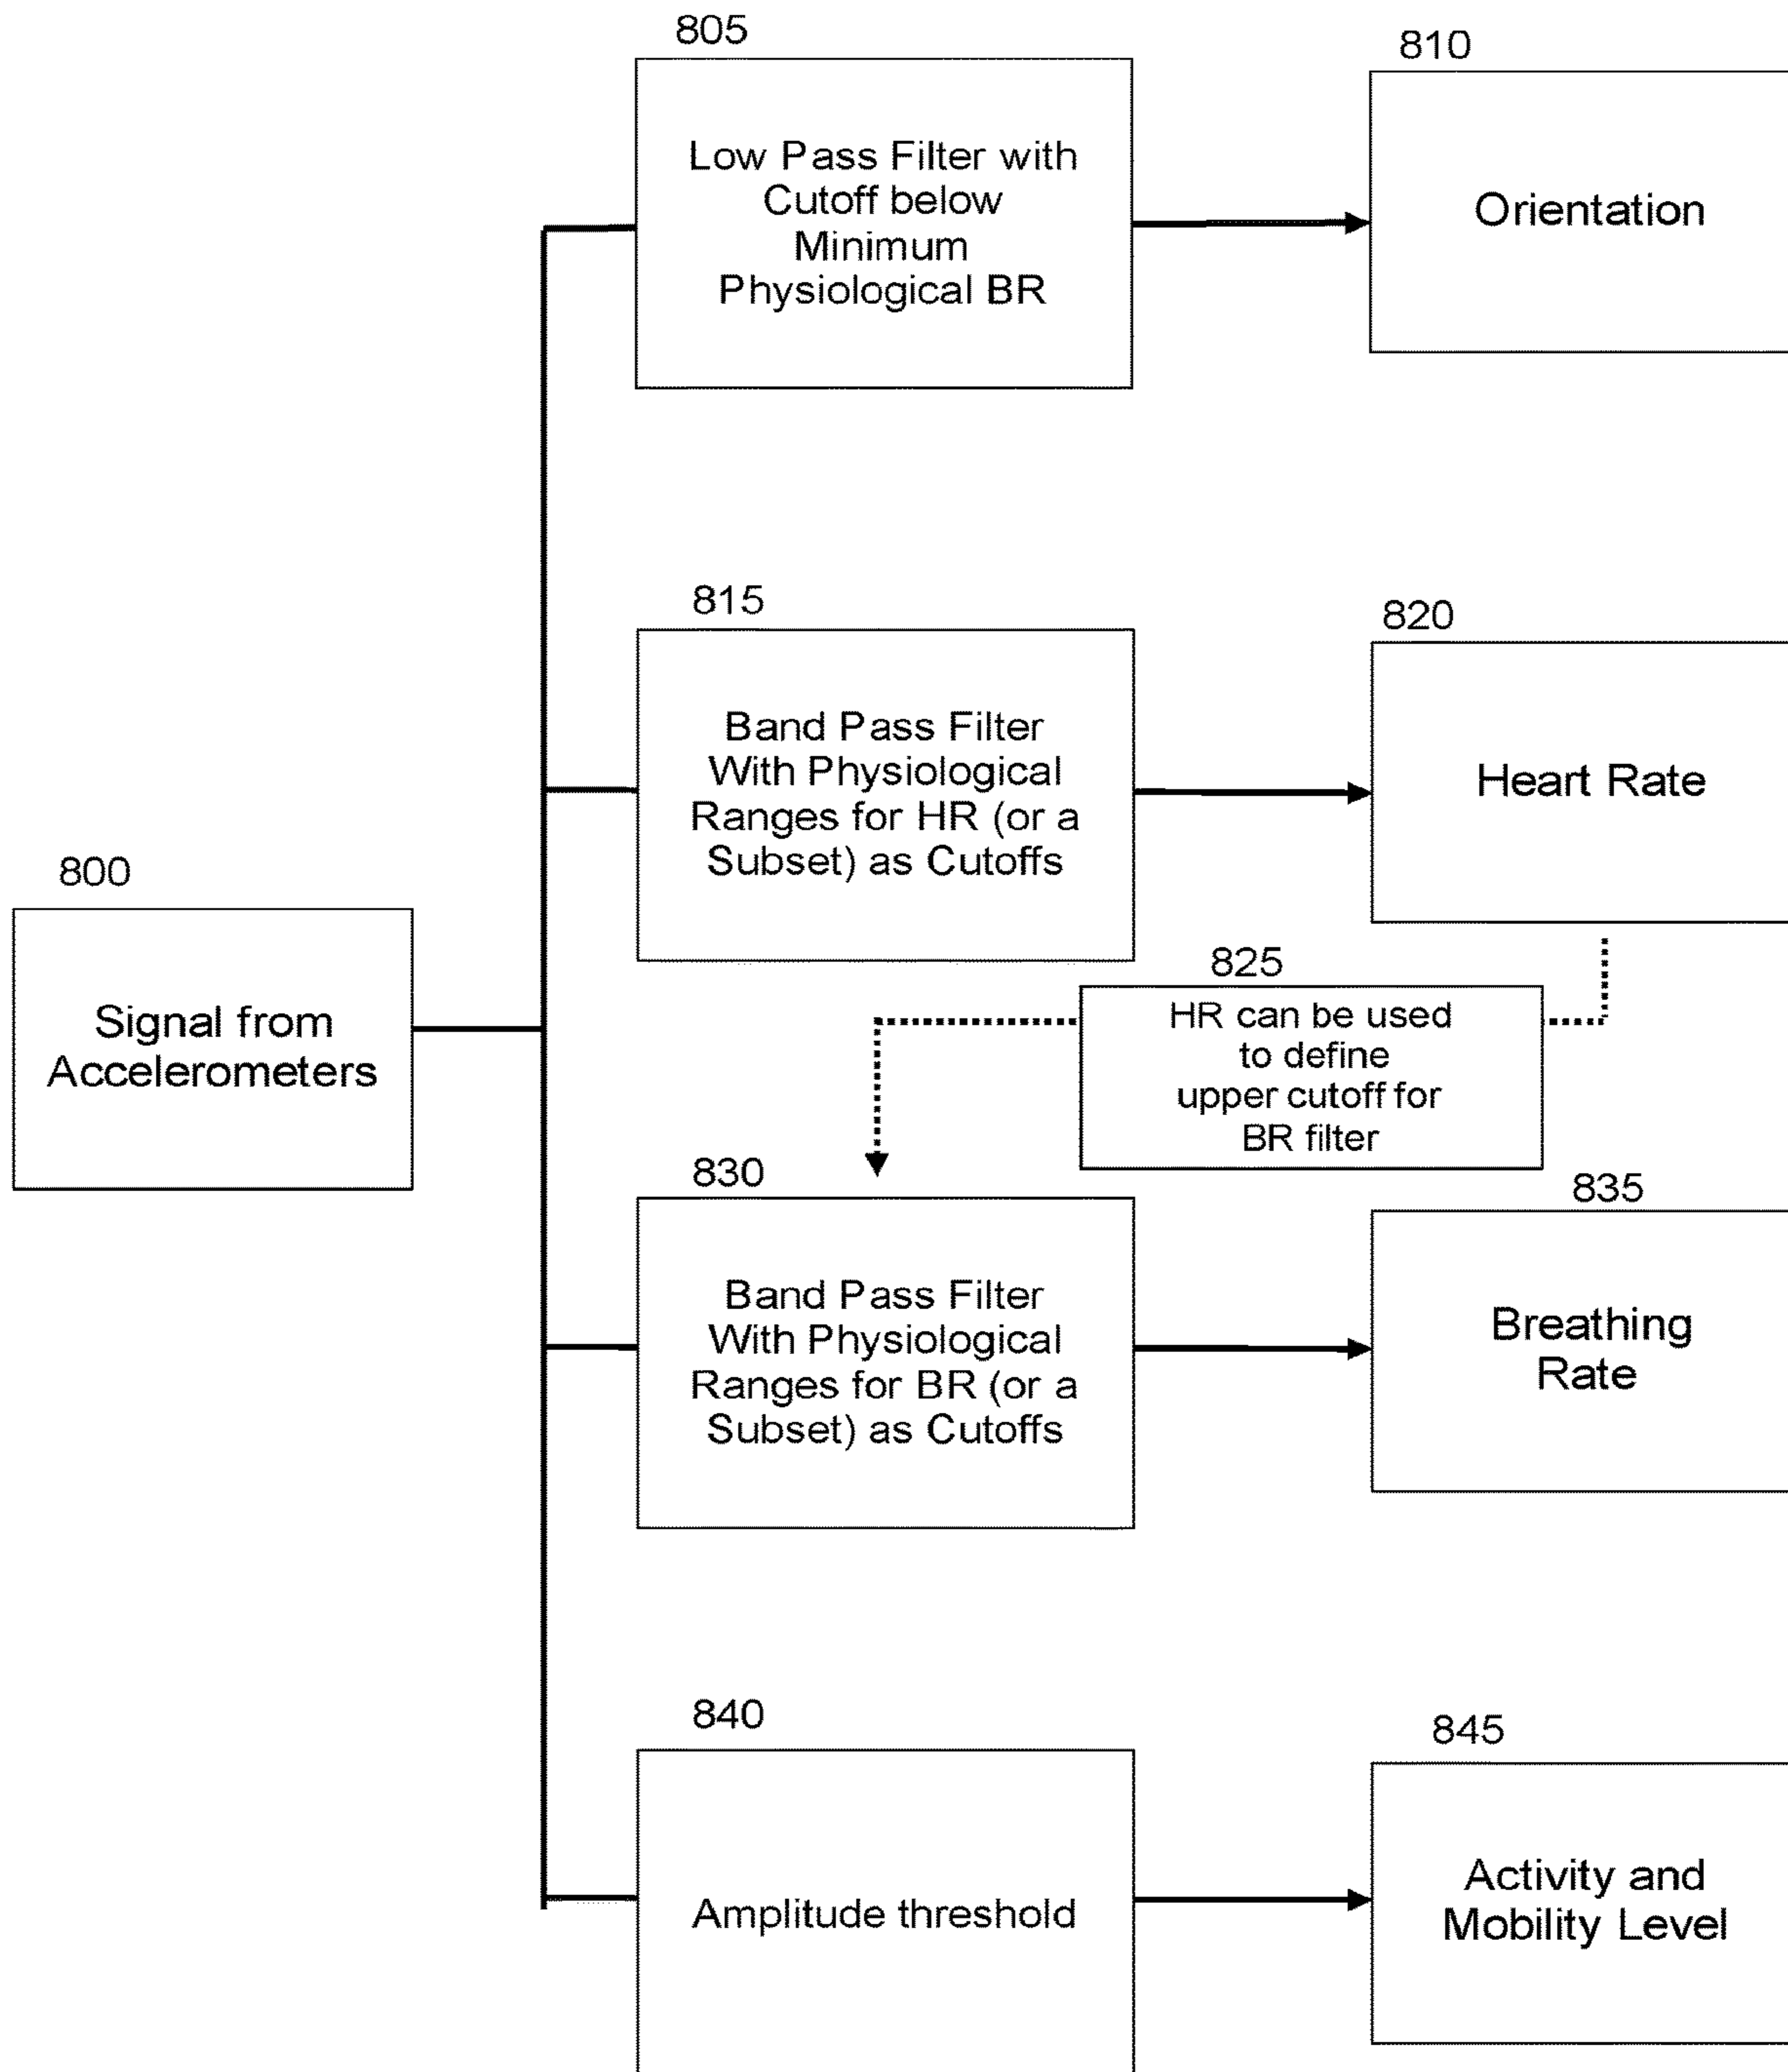 805
Low Pass Filter with
Cutoff below
Minimum
Physiological BR
810
Orientation
815
Band Pass Filter
With Physiological
Ranges for HR (or a
Subset) as Cutoffs
820
Heart Rate
800
Signal from
Accelerometers
825
HR can be used
to define
upper cutoff for
BR filter
830
Band Pass Filter
With Physiological
Ranges for BR (or a
Subset) as Cutoffs
835
Breathing
Rate
840
Amplitude threshold
845
Activity and
Mobility Level